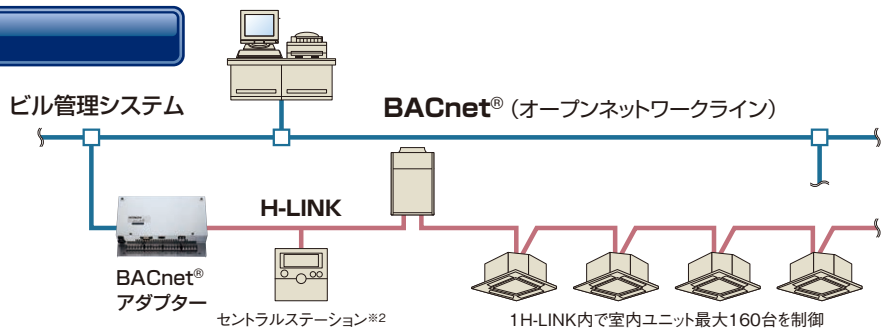 ビル管理システム
BACnet®（オープンネットワークライン）
H-LINK
BACnet®
アダプター
セントラルステーション※2
1H-LINK内で室内ユニット最大160台を制御